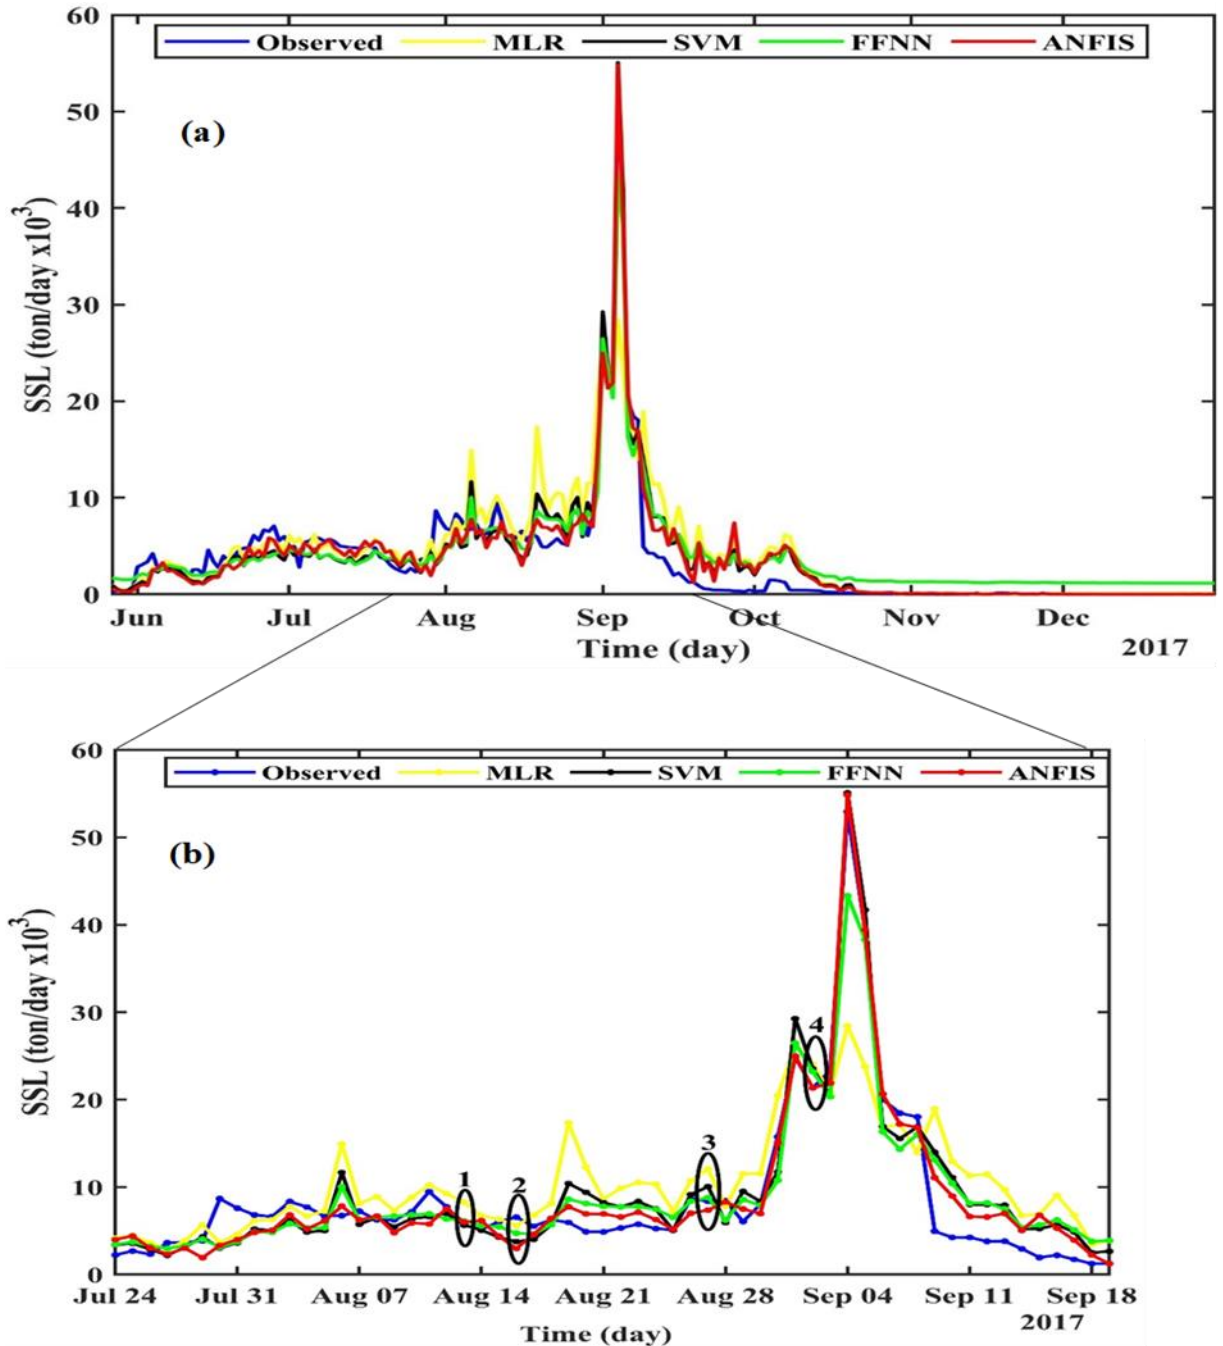 60
Observed MLR SVM FFNN ANFIS
50
(a)
40
SSL (ton/day x10³)
30
20
10
0
Jun Jul Aug Sep Oct Nov Dec
Time (day) 2017
60
Observed MLR SVM FFNN ANFIS
50
(b)
40
SSL (ton/day x10³)
30
4
20
3
10
1 2
0
Jul 24 Jul 31 Aug 07 Aug 14 Aug 21 Aug 28 Sep 04 Sep 11 Sep 18
2017
Time (day)